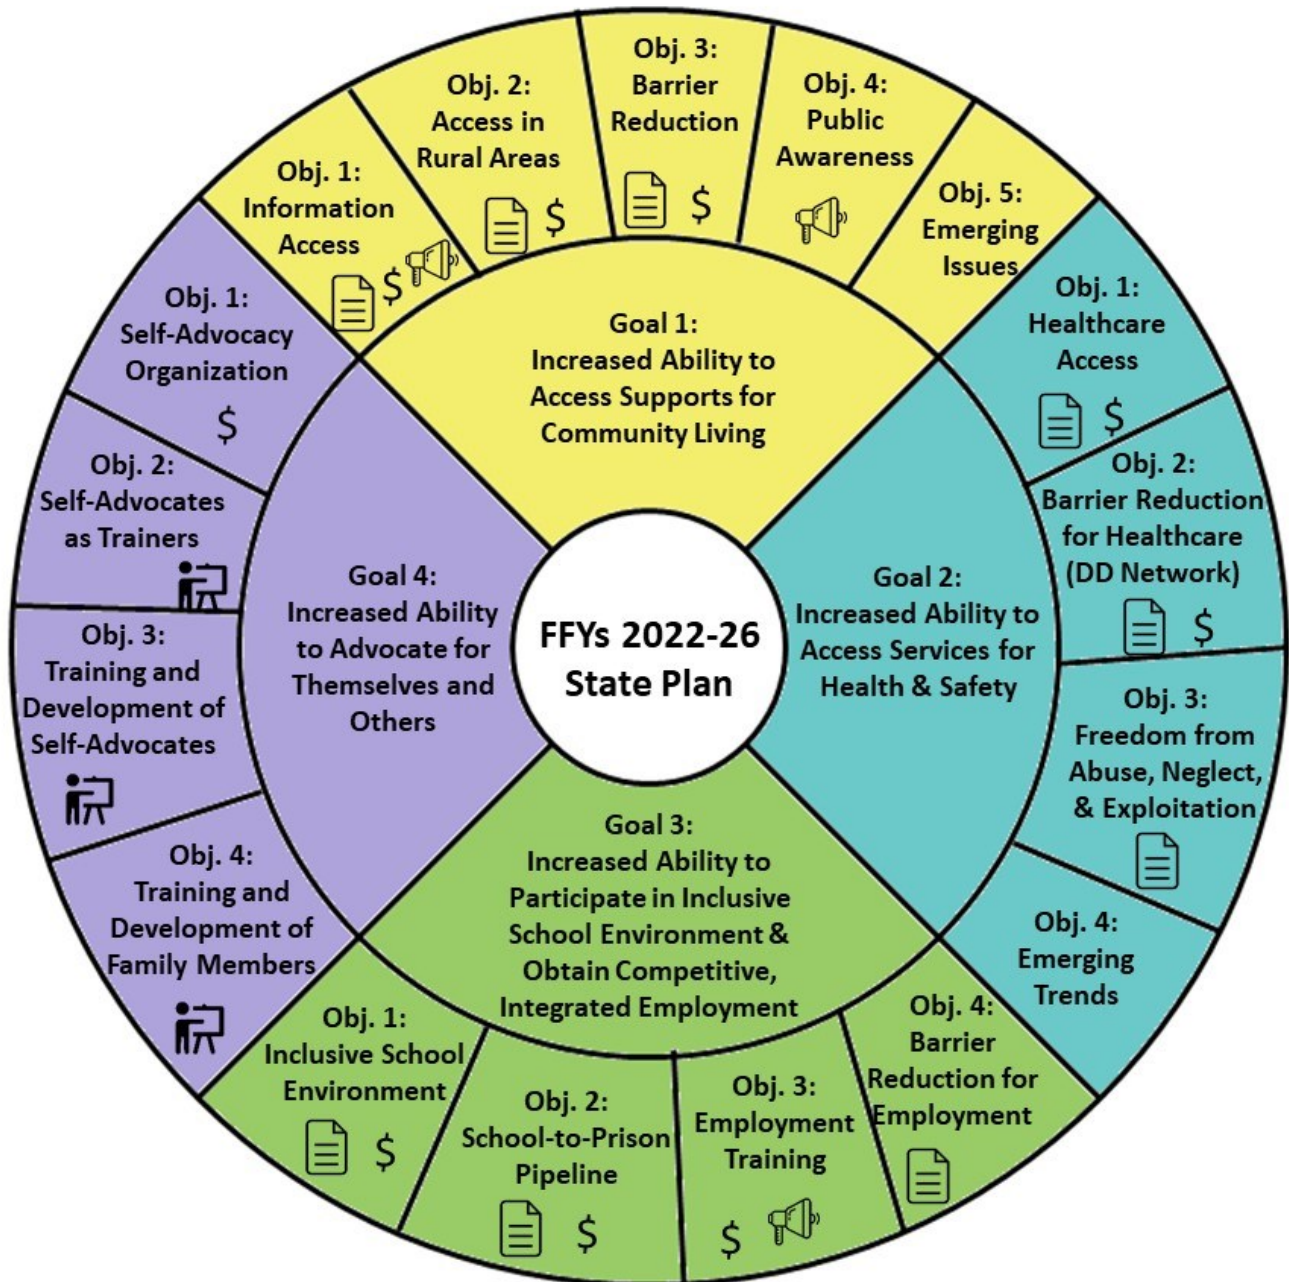 FFYs 2022-26
State Plan
Goal 1:
Increased Ability to
Access Supports for
Community Living
Obj. 1:
Information
Access
$
Obj. 2:
Access in
Rural Areas
$
Obj. 3:
Barrier
Reduction
$
Obj. 4:
Public
Awareness
Obj. 5:
Emerging
Issues
Goal 2:
Increased Ability to
Access Services for
Health & Safety
Obj. 1:
Healthcare
Access
$
Obj. 2:
Barrier Reduction
for Healthcare
(DD Network)
$
Obj. 3:
Freedom from
Abuse, Neglect,
& Exploitation
Obj. 4:
Emerging
Trends
Goal 3:
Increased Ability to
Participate in Inclusive
School Environment &
Obtain Competitive,
Integrated Employment
Obj. 1:
Inclusive School
Environment
$
Obj. 2:
School-to-Prison
Pipeline
$
Obj. 3:
Employment
Training
$
Obj. 4:
Barrier
Reduction for
Employment
Goal 4:
Increased Ability
to Advocate for
Themselves and
Others
Obj. 1:
Self-Advocacy
Organization
$
Obj. 2:
Self-Advocates
as Trainers
Obj. 3:
Training and
Development of
Self-Advocates
Obj. 4:
Training and
Development of
Family Members